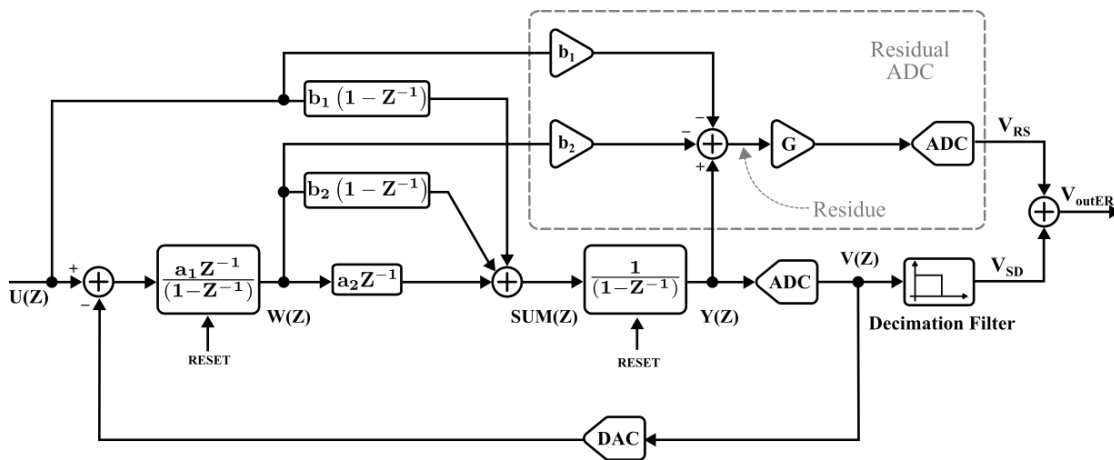 Residual
ADC
b₁
b₁ (1 − Z⁻¹)
b₂
G
ADC
V_RS
b₂ (1 − Z⁻¹)
Residue
V_outER
+
−
−
+
−
U(Z)
a₁Z⁻¹
(1−Z⁻¹)
W(Z)
a₂Z⁻¹
SUM(Z)
1
(1−Z⁻¹)
Y(Z)
ADC
V(Z)
V_SD
Decimation Filter
RESET
RESET
DAC